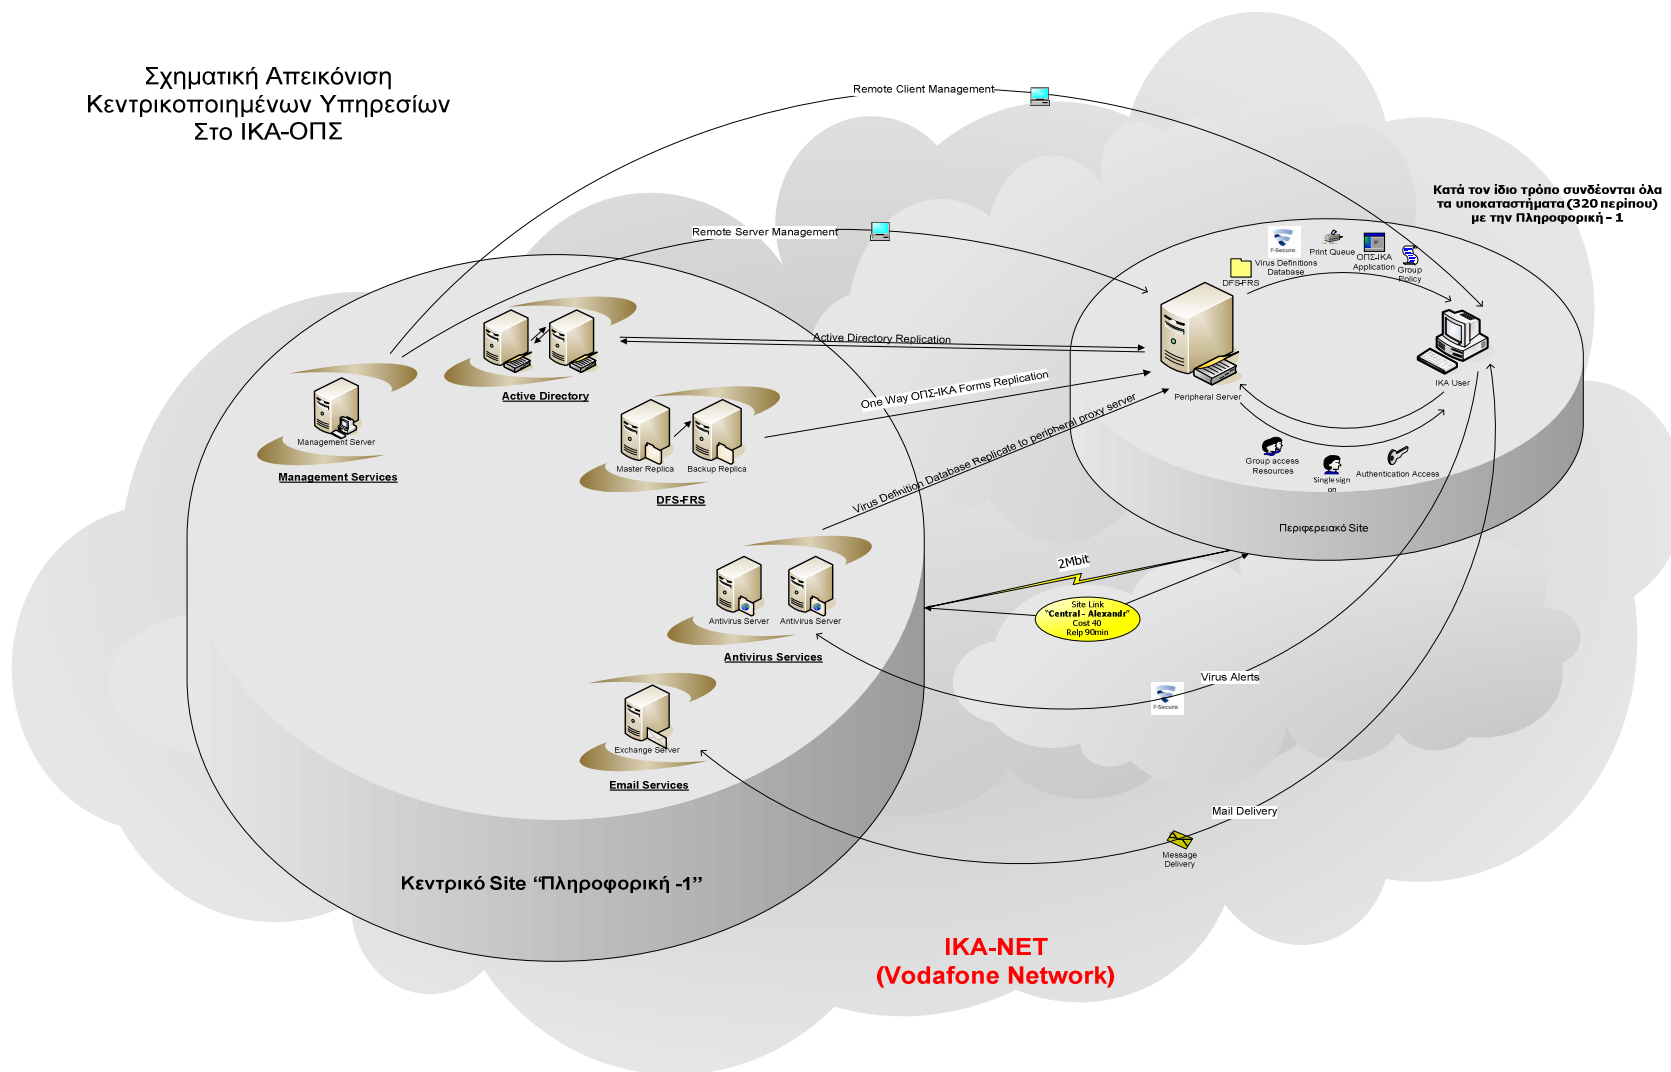 Σχηματική Απεικόνιση
Κεντρικοποιημένων Υπηρεσίων
Στο ΙΚΑ-ΟΠΣ
Remote Client Management
Κατά τον ίδιο τρόπο συνδέονται όλα
τα υποκαταστήματα (320 περίπου)
με την Πληροφορική – 1
Remote Server Management
F-Secure
Virus Definitions
Database
Print Queue
ΟΠΣ-ΙΚΑ
Application
Group
Policy
DFS-FRS
Active Directory Replication
Active Directory
One Way ΟΠΣ-ΙΚΑ Forms Replication
IKA User
Peripheral Server
Management Server
Management Services
Master Replica
Backup Replica
DFS-FRS
Virus Definition Database Replicate to peripheral proxy server
Group access
Resources
Single sign
on
Authentication Access
Περιφερειακό Site
2Mbit
Site Link
"Central - Alexandr"
Cost 40
Relp 90min
Antivirus Server
Antivirus Server
Antivirus Services
Virus Alerts
F-Secure
Exchange Server
Email Services
Mail Delivery
Message
Delivery
Κεντρικό Site “Πληροφορική -1”
IKA-NET
(Vodafone Network)